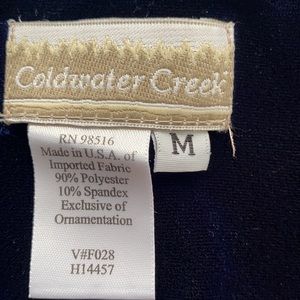 Coldwater Creek
M
RN 98516
Made in U.S.A. of
Imported Fabric
90% Polyester
10% Spandex
Exclusive of
Ornamentation
V#F028
H14457